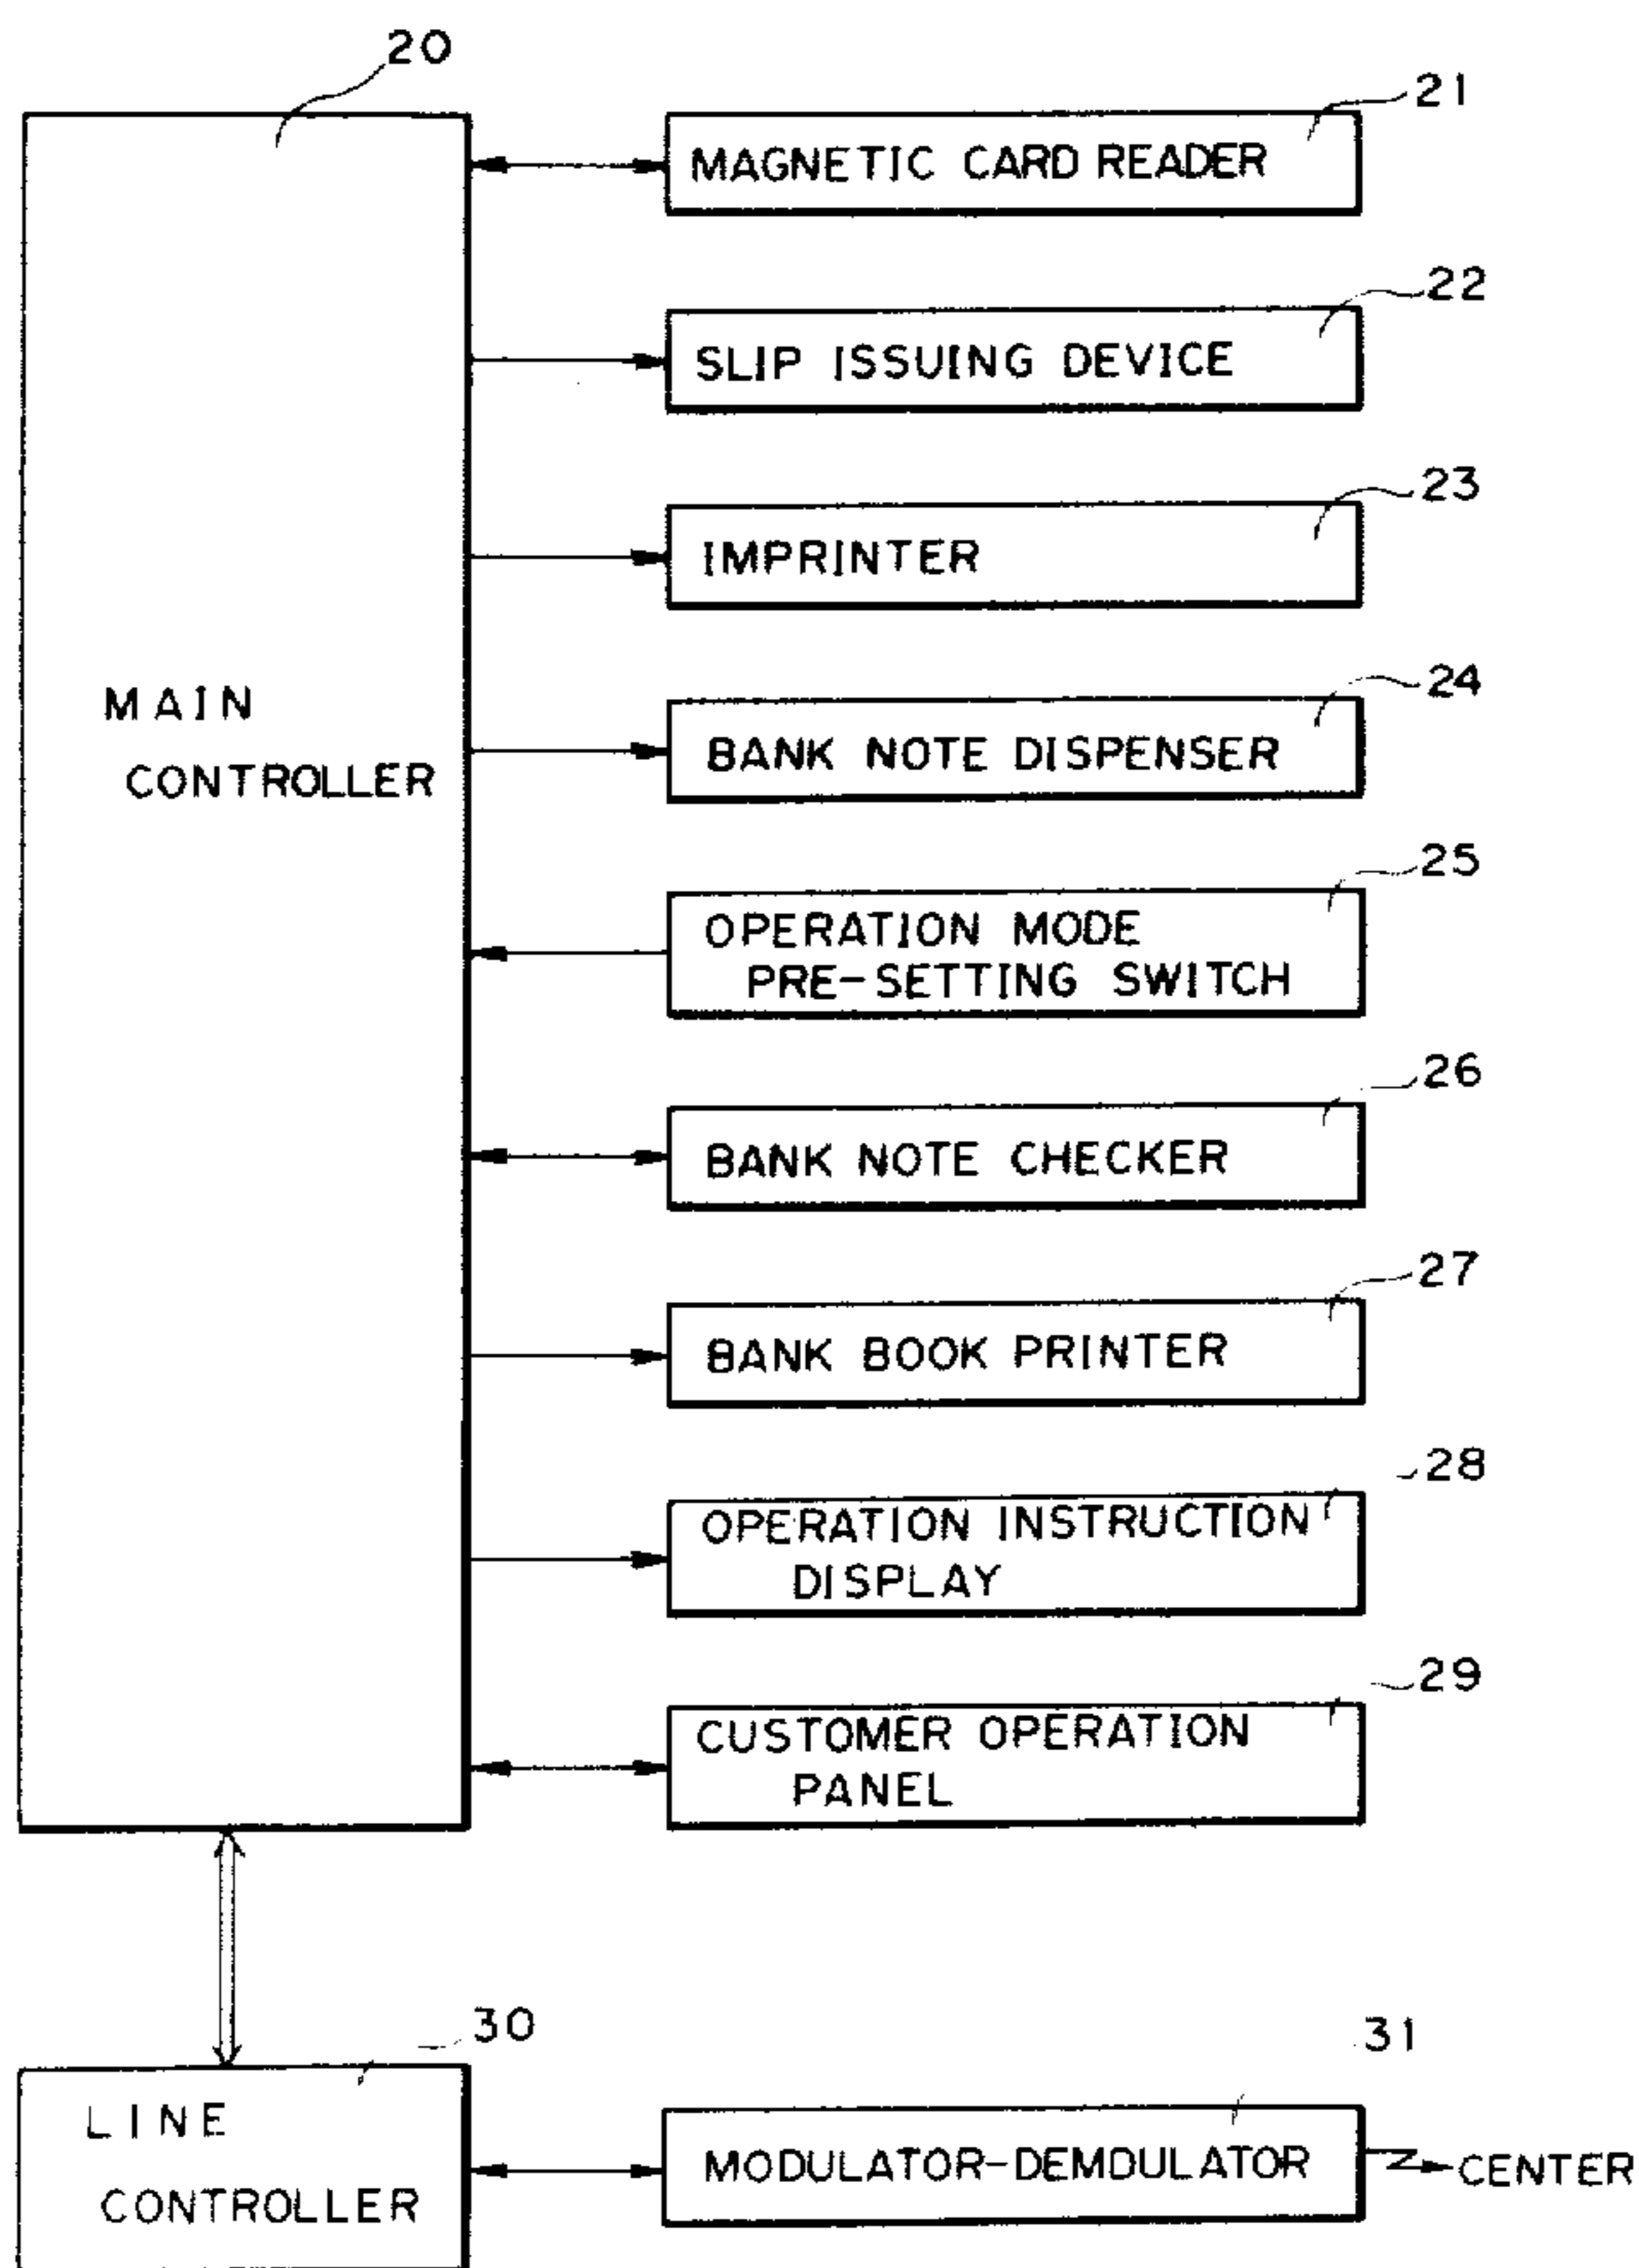 20
21
MAGNETIC CARD READER
22
SLIP ISSUING DEVICE
23
IMPRINTER
24
MAIN
CONTROLLER
BANK NOTE DISPENSER
25
OPERATION MODE
PRE-SETTING SWITCH
26
BANK NOTE CHECKER
27
BANK BOOK PRINTER
28
OPERATION INSTRUCTION
DISPLAY
29
CUSTOMER OPERATION
PANEL
30
LINE
CONTROLLER
31
MODULATOR-DEMDULATOR
CENTER